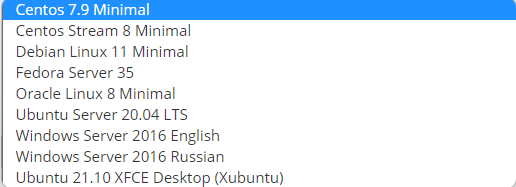 Centos 7.9 Minimal
Centos Stream 8 Minimal
Debian Linux 11 Minimal
Fedora Server 35
Oracle Linux 8 Minimal
Ubuntu Server 20.04 LTS
Windows Server 2016 English
Windows Server 2016 Russian
Ubuntu 21.10 XFCE Desktop (Xubuntu)